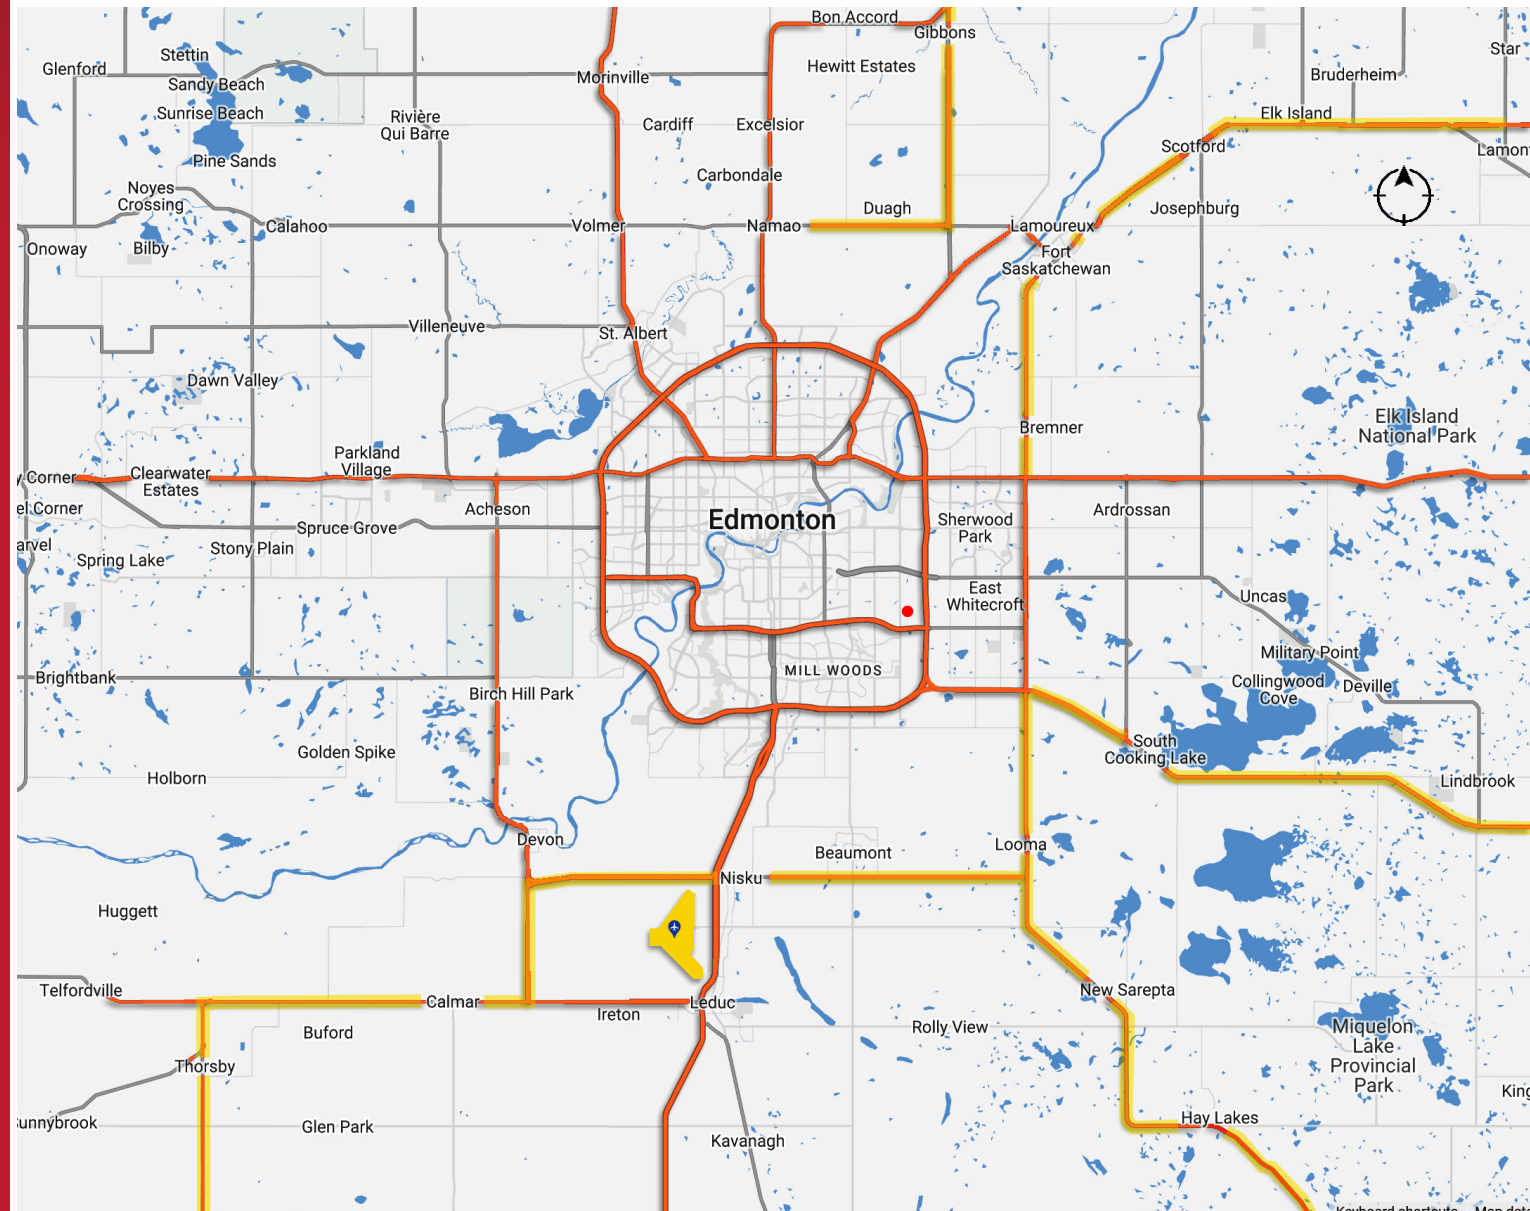 Bon Accord
Gibbons
Stettin
Star
Glenford
Hewitt Estates
Morinville
Bruderheim
Sandy Beach
Sunrise Beach
Rivière
Qui Barre
Cardiff
Excelsior
Elk Island
Scotford
Lamon
Pine Sands
Carbondale
Noyes
Crossing
Duagh
Josephburg
Calahoo
Volmer
Namao
Lamoureux
Onoway
Bilby
Fort
Saskatchewan
Villeneuve
St. Albert
Dawn Valley
Elk Island
National Park
Bremner
Parkland
Village
y Corner
Clearwater
Estates
el Corner
Acheson
Ardrossan
Edmonton
Sherwood
Park
Spruce Grove
arvel
Stony Plain
Spring Lake
East
Whitecroft
Uncas
Military Point
MILL WOODS
Brightbank
Collingwood
Cove
Deville
Birch Hill Park
Golden Spike
South
Cooking Lake
Holborn
Lindbrook
Devon
Looma
Beaumont
Nisku
Huggett
Telfordville
Calmar
Leduc
New Sarepta
Ireton
Buford
Rolly View
Miquelon
Lake
Provincial
Park
Thorsby
King
unnybrook
Glen Park
Hay Lakes
Kavanagh
Keyboard shortcuts Map data